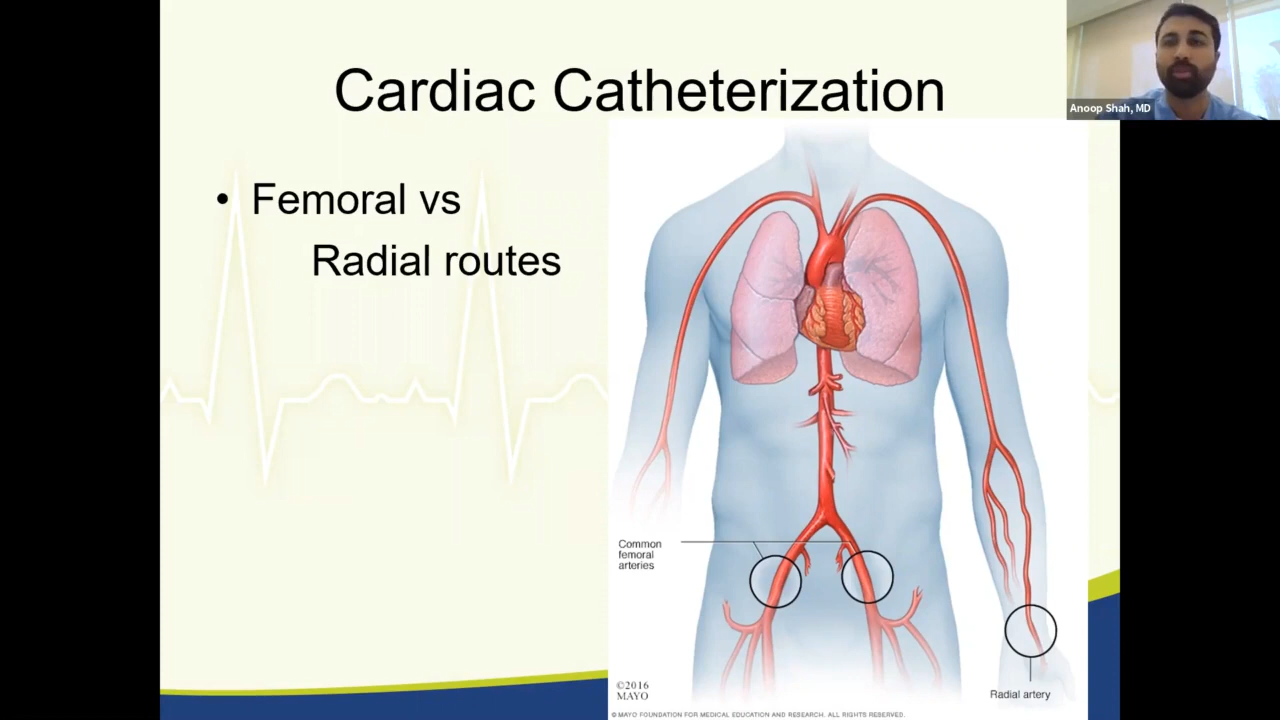 Cardiac Catheterization
Anoop Shah, MD
• Femoral vs
Radial routes
Common
femoral
arteries
Radial artery
©2016
MAYO
© MAYO FOUNDATION FOR MEDICAL EDUCATION AND RESEARCH. ALL RIGHTS RESERVED.